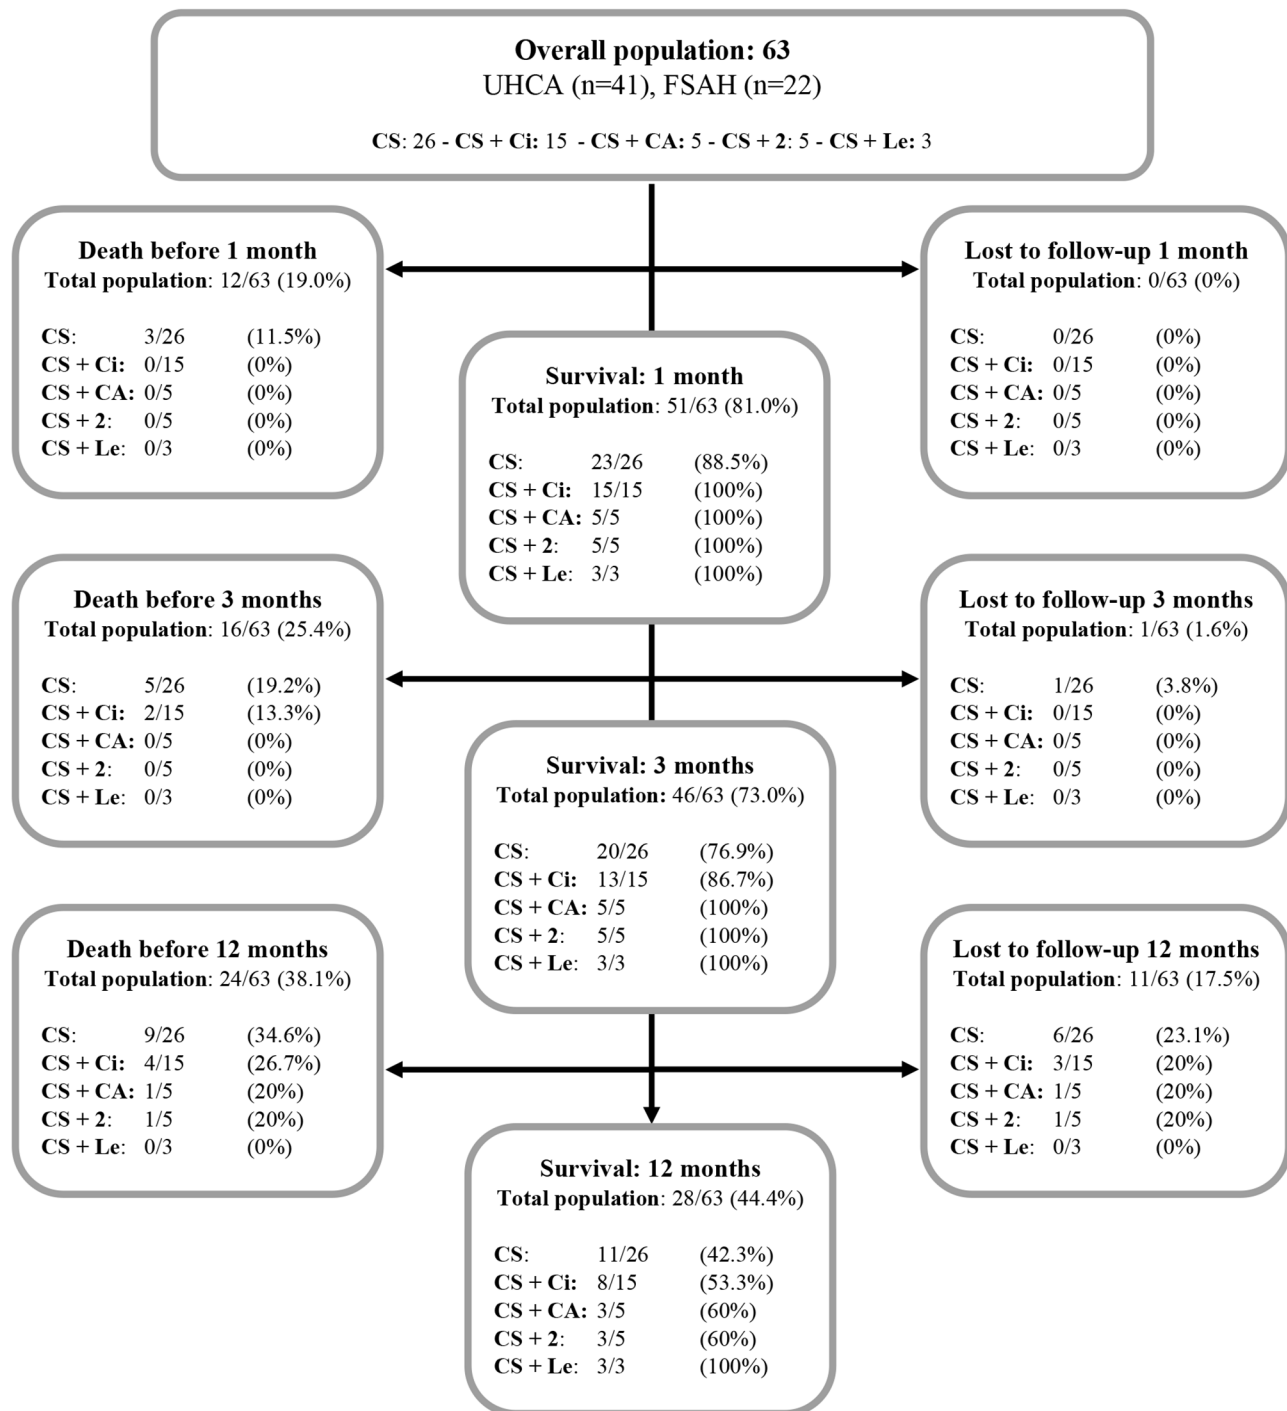 Overall population: 63
UHCA (n=41), FSAH (n=22)
CS: 26 - CS + Ci: 15 - CS + CA: 5 - CS + 2: 5 - CS + Le: 3
Death before 1 month
Total population: 12/63 (19.0%)
CS: 3/26 (11.5%)
CS + Ci: 0/15 (0%)
CS + CA: 0/5 (0%)
CS + 2: 0/5 (0%)
CS + Le: 0/3 (0%)
Lost to follow-up 1 month
Total population: 0/63 (0%)
CS: 0/26 (0%)
CS + Ci: 0/15 (0%)
CS + CA: 0/5 (0%)
CS + 2: 0/5 (0%)
CS + Le: 0/3 (0%)
Survival: 1 month
Total population: 51/63 (81.0%)
CS: 23/26 (88.5%)
CS + Ci: 15/15 (100%)
CS + CA: 5/5 (100%)
CS + 2: 5/5 (100%)
CS + Le: 3/3 (100%)
Death before 3 months
Total population: 16/63 (25.4%)
CS: 5/26 (19.2%)
CS + Ci: 2/15 (13.3%)
CS + CA: 0/5 (0%)
CS + 2: 0/5 (0%)
CS + Le: 0/3 (0%)
Lost to follow-up 3 months
Total population: 1/63 (1.6%)
CS: 1/26 (3.8%)
CS + Ci: 0/15 (0%)
CS + CA: 0/5 (0%)
CS + 2: 0/5 (0%)
CS + Le: 0/3 (0%)
Survival: 3 months
Total population: 46/63 (73.0%)
CS: 20/26 (76.9%)
CS + Ci: 13/15 (86.7%)
CS + CA: 5/5 (100%)
CS + 2: 5/5 (100%)
CS + Le: 3/3 (100%)
Death before 12 months
Total population: 24/63 (38.1%)
CS: 9/26 (34.6%)
CS + Ci: 4/15 (26.7%)
CS + CA: 1/5 (20%)
CS + 2: 1/5 (20%)
CS + Le: 0/3 (0%)
Lost to follow-up 12 months
Total population: 11/63 (17.5%)
CS: 6/26 (23.1%)
CS + Ci: 3/15 (20%)
CS + CA: 1/5 (20%)
CS + 2: 1/5 (20%)
CS + Le: 0/3 (0%)
Survival: 12 months
Total population: 28/63 (44.4%)
CS: 11/26 (42.3%)
CS + Ci: 8/15 (53.3%)
CS + CA: 3/5 (60%)
CS + 2: 3/5 (60%)
CS + Le: 3/3 (100%)